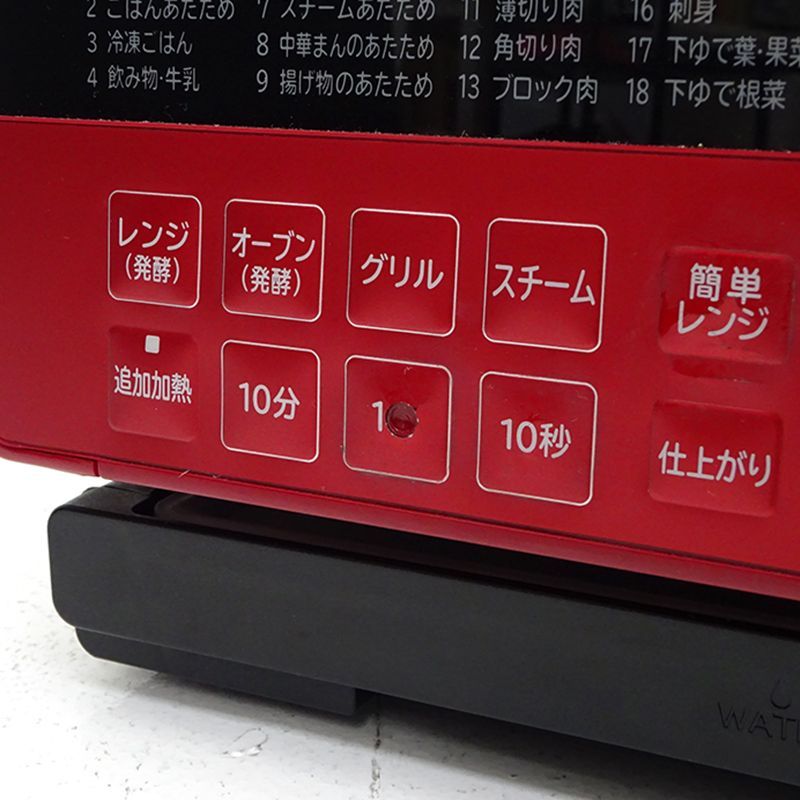 2 ごはんあたため 7 スチームあたため 11 薄切り肉 16 刺身
3 冷凍ごはん 8 中華まんのあたため 12 角切り肉 17 下ゆで葉・果菜
4 飲み物・牛乳 9 揚げ物のあたため 13 ブロック肉 18 下ゆで根菜
レンジ
(発酵)
オーブン
(発酵)
グリル
スチーム
簡単
レンジ
追加加熱
10分
1
10秒
仕上がり
WAT